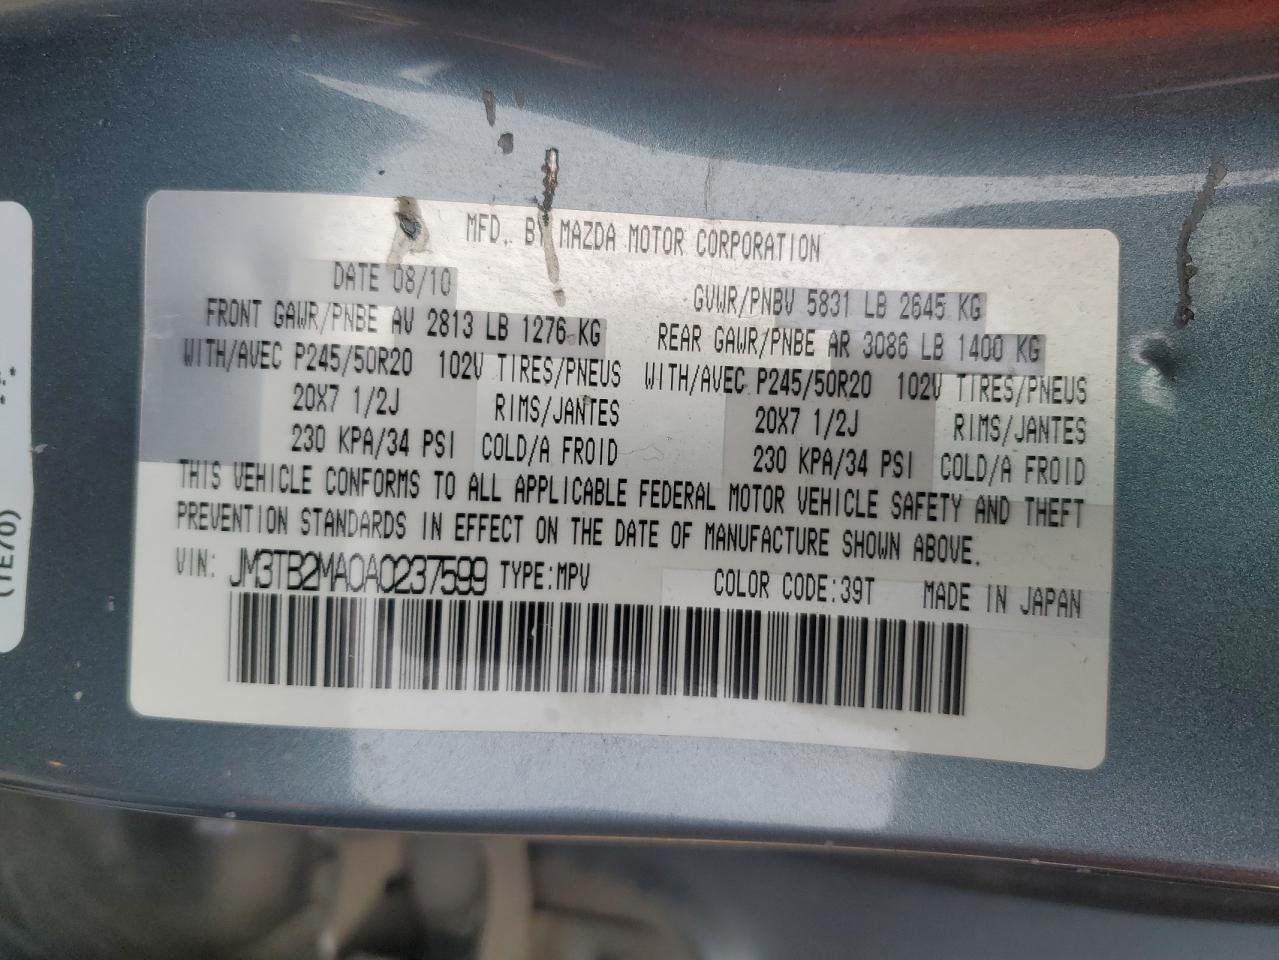 MFD. BY MAZDA MOTOR CORPORATION
DATE 08/10 GVWR/PNBV 5831 LB 2645 KG
FRONT GAWR/PNBE AV 2813 LB 1276 KG REAR GAWR/PNBE AR 3086 LB 1400 KG
WITH/AVEC P245/50R20 102V TIRES/PNEUS WITH/AVEC P245/50R20 102V TIRES/PNEUS
20X7 1/2J RIMS/JANTES 20X7 1/2J RIMS/JANTES
230 KPA/34 PSI COLD/A FROID 230 KPA/34 PSI COLD/A FROID
THIS VEHICLE CONFORMS TO ALL APPLICABLE FEDERAL MOTOR VEHICLE SAFETY AND THEFT
PREVENTION STANDARDS IN EFFECT ON THE DATE OF MANUFACTURE SHOWN ABOVE.
VIN: JM3TB2MA0A0237599 TYPE:MPV COLOR CODE:39T MADE IN JAPAN
(TE70)